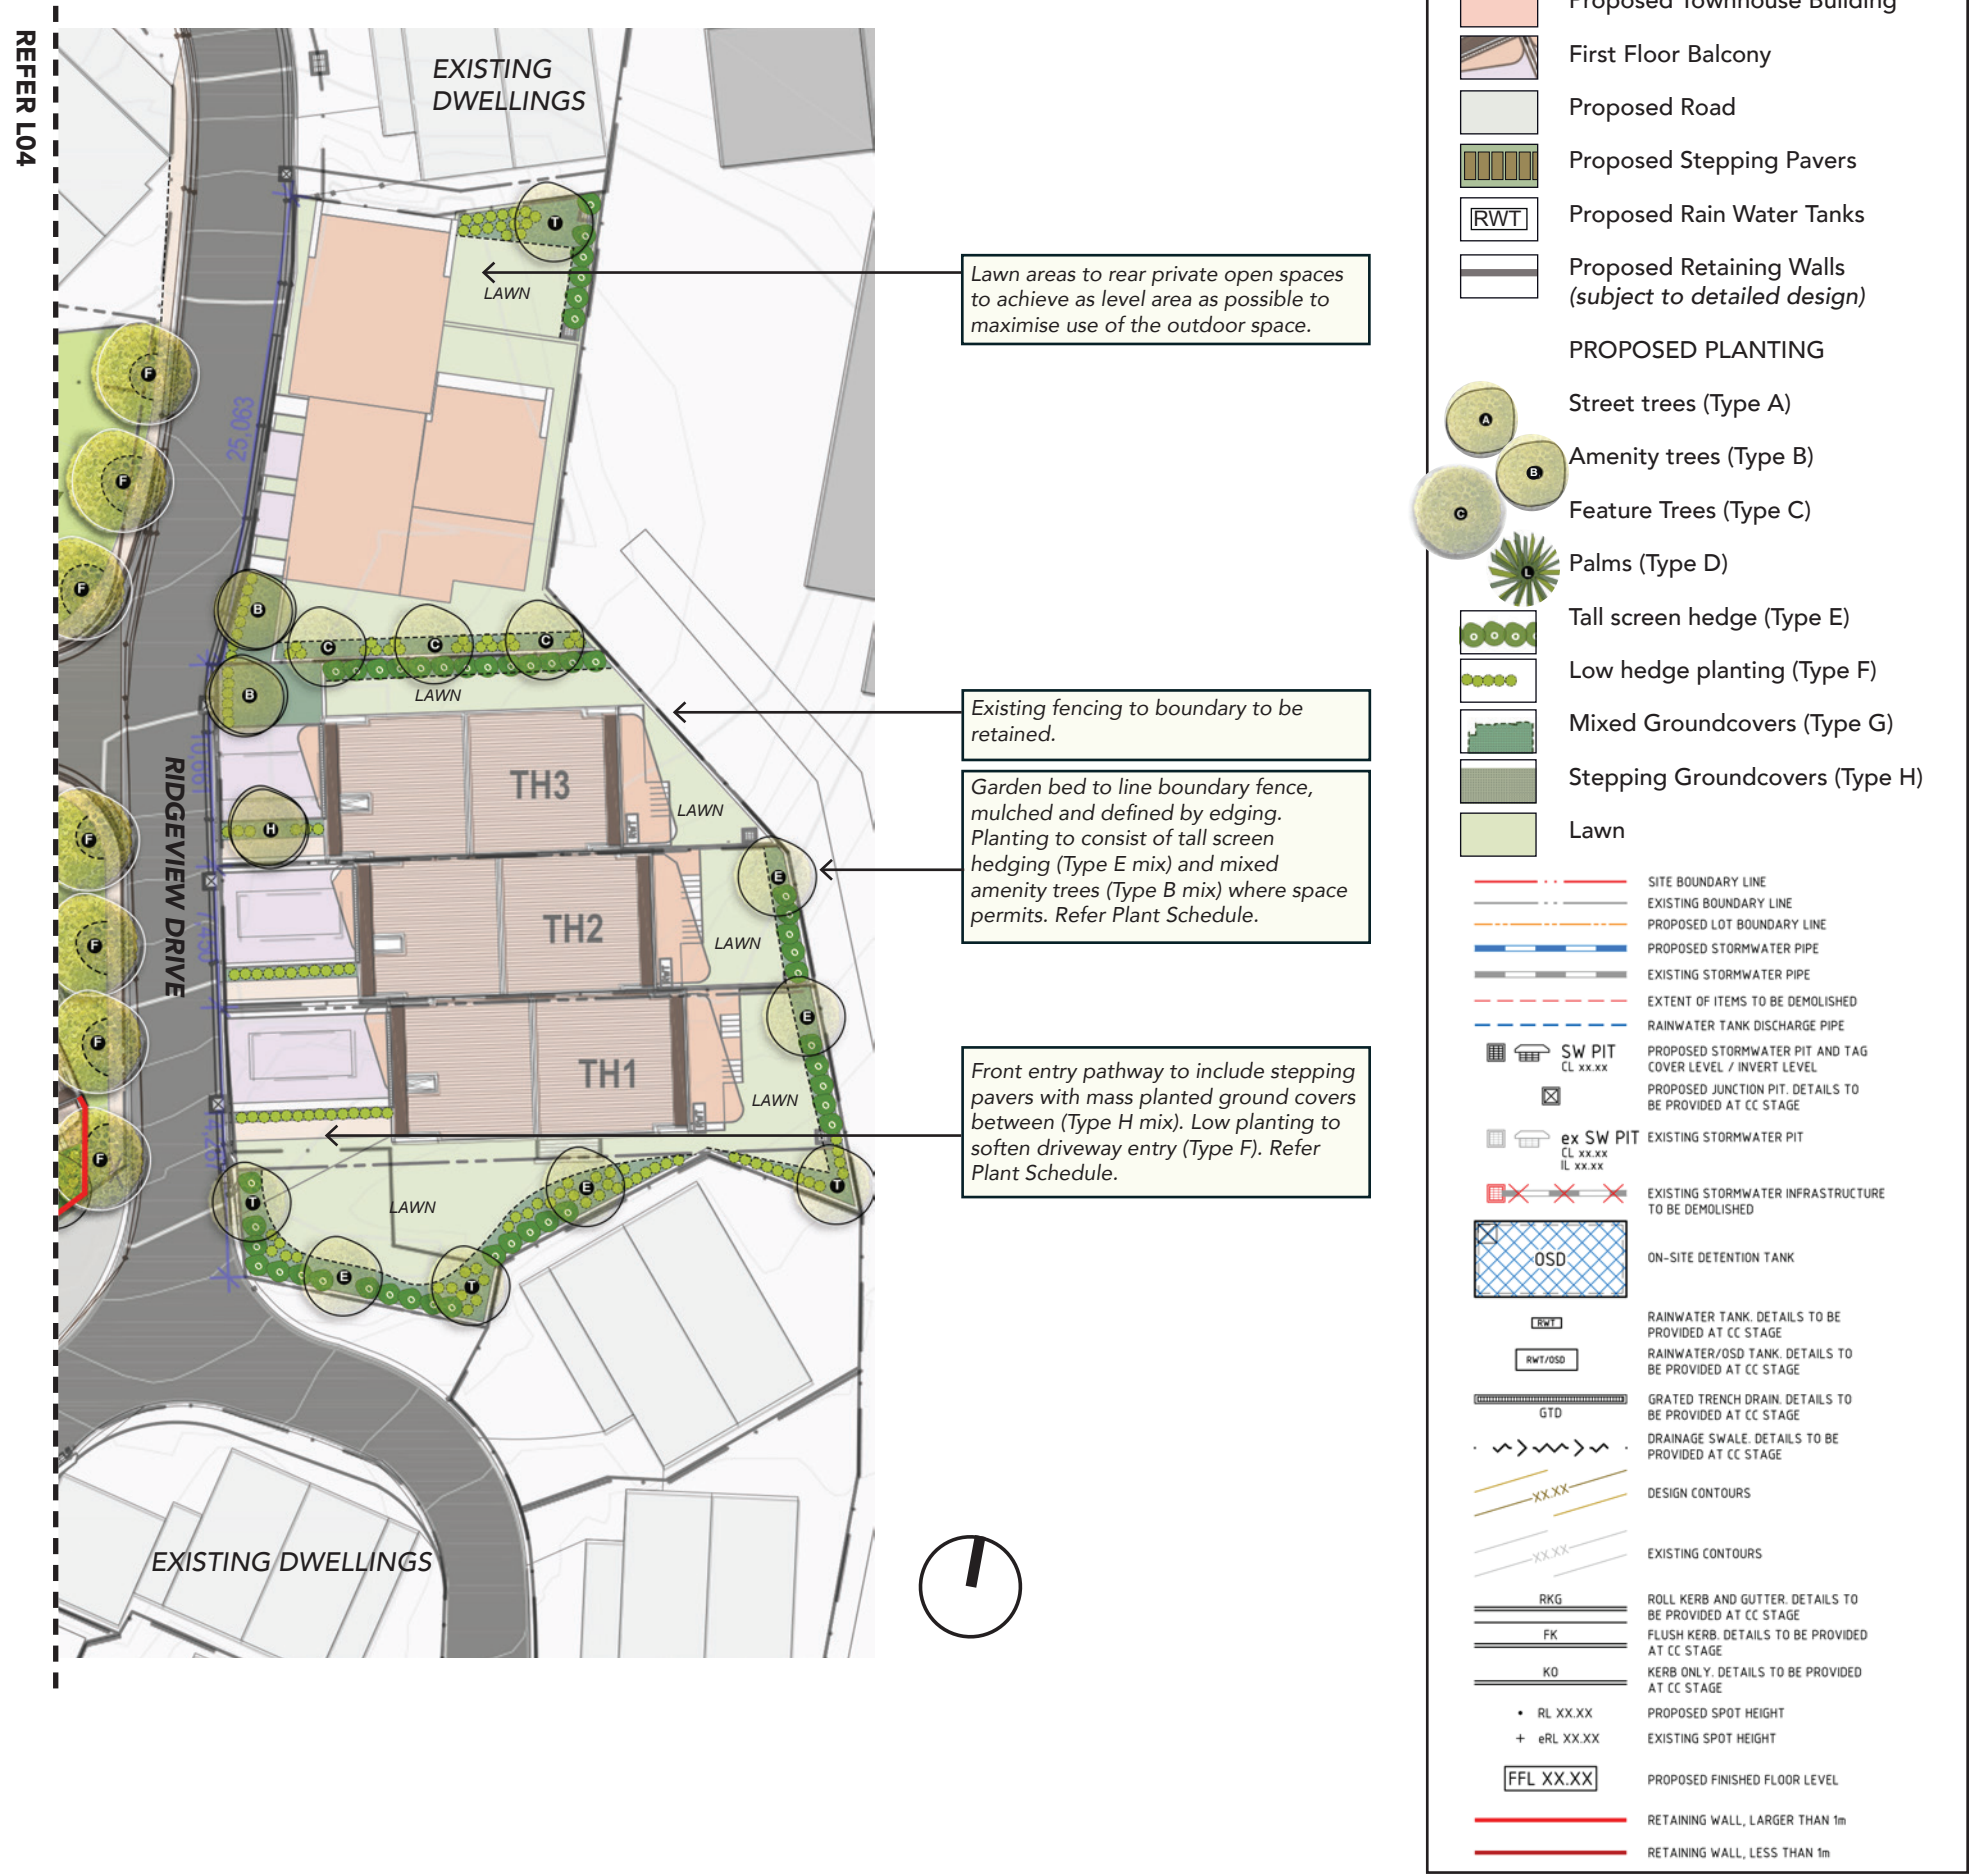 REFER L04
EXISTING
DWELLINGS
T
LAWN
F
F
F
25,063
B
C
C
C
B
LAWN
RIDGEVIEW DRIVE
TH3
H
LAWN
F
E
TH2
LAWN
F
E
F
TH1
LAWN
F
T
E
T
LAWN
E
T
EXISTING DWELLINGS
Lawn areas to rear private open spaces
to achieve as level area as possible to
maximise use of the outdoor space.
Existing fencing to boundary to be
retained.
Garden bed to line boundary fence,
mulched and defined by edging.
Planting to consist of tall screen
hedging (Type E mix) and mixed
amenity trees (Type B mix) where space
permits. Refer Plant Schedule.
Front entry pathway to include stepping
pavers with mass planted ground covers
between (Type H mix). Low planting to
soften driveway entry (Type F). Refer
Plant Schedule.
Proposed Townhouse Building
First Floor Balcony
Proposed Road
Proposed Stepping Pavers
RWT
Proposed Rain Water Tanks
Proposed Retaining Walls
(subject to detailed design)
PROPOSED PLANTING
A
Street trees (Type A)
B
Amenity trees (Type B)
C
Feature Trees (Type C)
L
Palms (Type D)
Tall screen hedge (Type E)
Low hedge planting (Type F)
Mixed Groundcovers (Type G)
Stepping Groundcovers (Type H)
Lawn
SITE BOUNDARY LINE
EXISTING BOUNDARY LINE
PROPOSED LOT BOUNDARY LINE
PROPOSED STORMWATER PIPE
EXISTING STORMWATER PIPE
EXTENT OF ITEMS TO BE DEMOLISHED
RAINWATER TANK DISCHARGE PIPE
SW PIT
CL xx.xx
PROPOSED STORMWATER PIT AND TAG
COVER LEVEL / INVERT LEVEL
PROPOSED JUNCTION PIT. DETAILS TO
BE PROVIDED AT CC STAGE
ex SW PIT
CL xx.xx
IL xx.xx
EXISTING STORMWATER PIT
EXISTING STORMWATER INFRASTRUCTURE
TO BE DEMOLISHED
OSD
ON-SITE DETENTION TANK
RWT
RAINWATER TANK. DETAILS TO BE
PROVIDED AT CC STAGE
RWT/OSD
RAINWATER/OSD TANK. DETAILS TO
BE PROVIDED AT CC STAGE
GTD
GRATED TRENCH DRAIN. DETAILS TO
BE PROVIDED AT CC STAGE
DRAINAGE SWALE. DETAILS TO BE
PROVIDED AT CC STAGE
XX.XX
DESIGN CONTOURS
XX.XX
EXISTING CONTOURS
RKG
ROLL KERB AND GUTTER. DETAILS TO
BE PROVIDED AT CC STAGE
FK
FLUSH KERB. DETAILS TO BE PROVIDED
AT CC STAGE
KO
KERB ONLY. DETAILS TO BE PROVIDED
AT CC STAGE
RL XX.XX
PROPOSED SPOT HEIGHT
+ eRL XX.XX
EXISTING SPOT HEIGHT
FFL XX.XX
PROPOSED FINISHED FLOOR LEVEL
RETAINING WALL, LARGER THAN 1m
RETAINING WALL, LESS THAN 1m